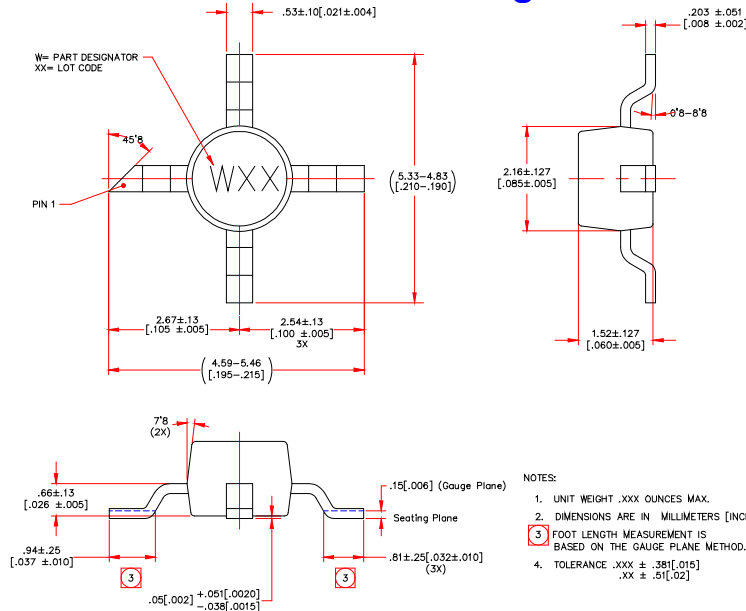 .53±.10[.021±.004]
.203 ±.051
[.008 ±.002]
W= PART DESIGNATOR
XX= LOT CODE
0°8-8°8
45°8
WXX
2.16±.127
[.085±.005]
(5.33-4.83)
[.210-.190]
PIN 1
2.67±.13
[.105 ±.005]
2.54±.13
[.100 ±.005]
3X
1.52±.127
[.060±.005]
(4.59-5.46)
[.195-.215]
7°8
(2X)
.66±.13
[.026 ±.005]
.15[.006] (Gauge Plane)
Seating Plane
.94±.25
[.037 ±.010]
.81±.25[.032±.010]
(3X)
3
3
.05[.002] +.051[.0020]
-.038[.0015]
NOTES:
1. UNIT WEIGHT .XXX OUNCES MAX.
2. DIMENSIONS ARE IN MILLIMETERS [INC
3 FOOT LENGTH MEASUREMENT IS
BASED ON THE GAUGE PLANE METHOD.
4. TOLERANCE .XXX ± .381[.015]
.XX ± .51[.02]